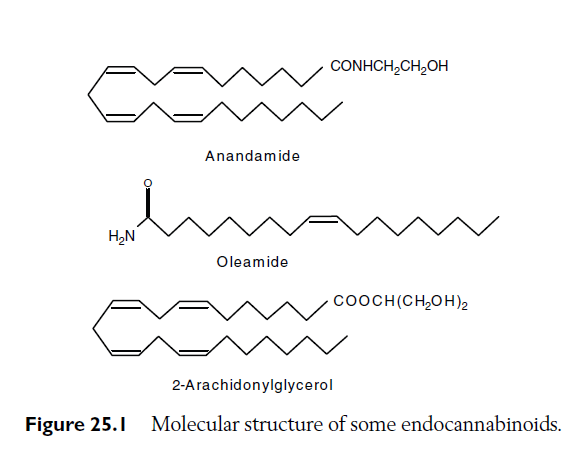 CONHCH₂CH₂OH
Anandamide
O
H₂N
Oleamide
COOCH(CH₂OH)₂
2-Arachidonylglycerol
Figure 25.1 Molecular structure of some endocannabinoids.